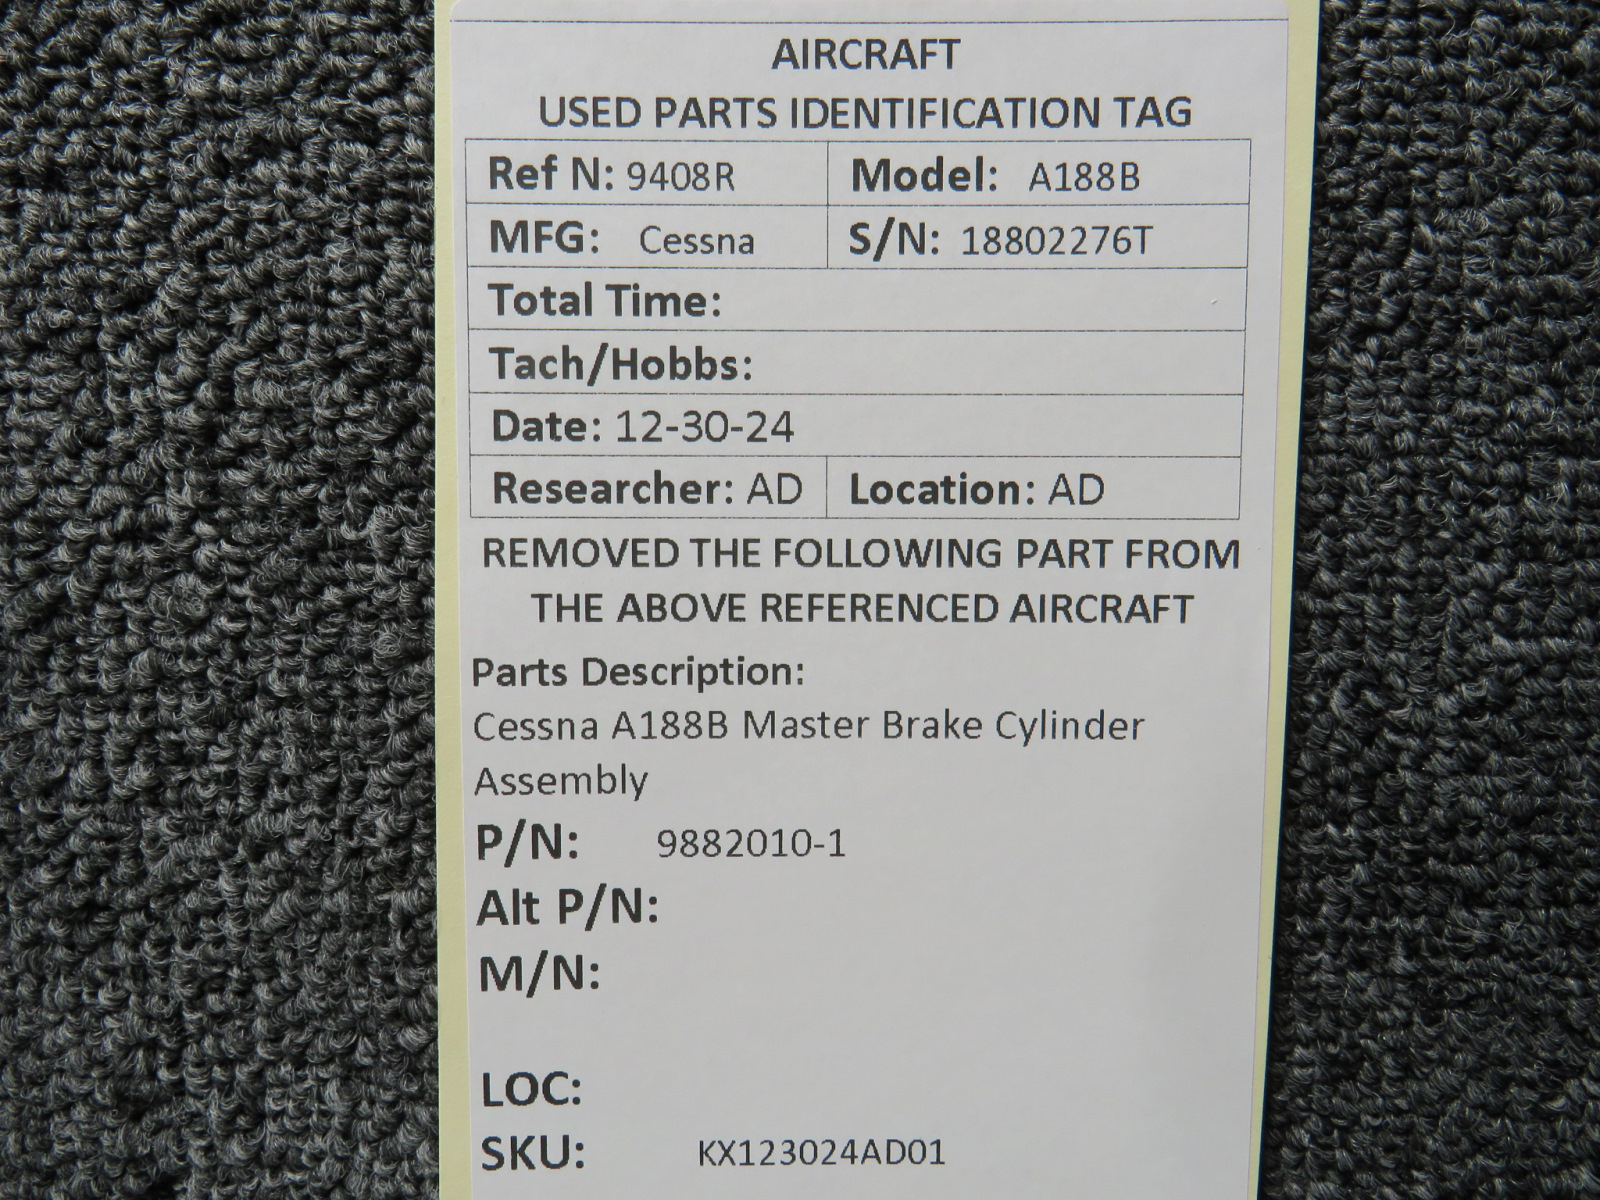 AIRCRAFT
USED PARTS IDENTIFICATION TAG
Ref N: 9408R Model: A188B
MFG: Cessna S/N: 18802276T
Total Time:
Tach/Hobbs:
Date: 12-30-24
Researcher: AD Location: AD
REMOVED THE FOLLOWING PART FROM
THE ABOVE REFERENCED AIRCRAFT
Parts Description:
Cessna A188B Master Brake Cylinder
Assembly
P/N: 9882010-1
Alt P/N:
M/N:
LOC:
SKU: KX123024AD01